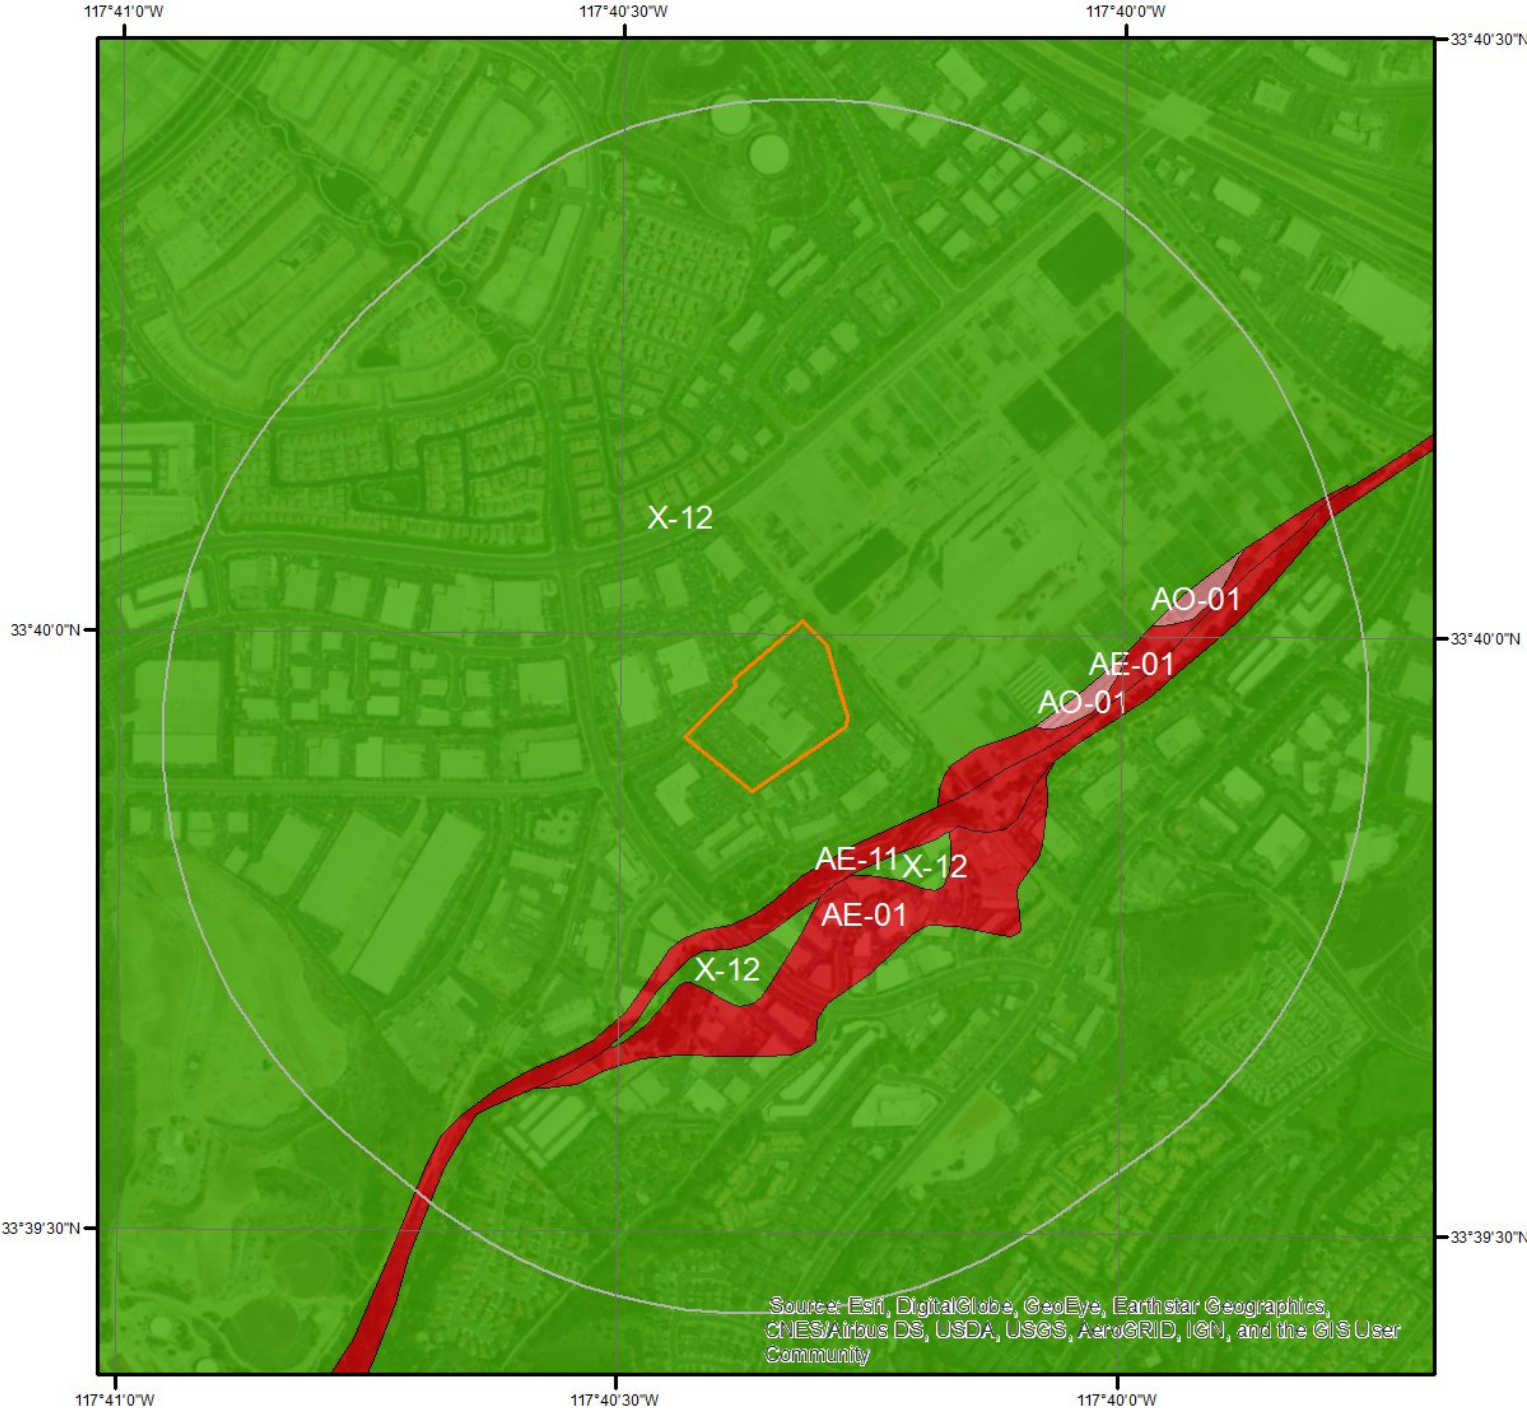 117°41'0"W
117°40'30"W
117°40'0"W
33°40'30"N
X-12
AO-01
33°40'0"N
33°40'0"N
AE-01
AO-01
AE-11
X-12
AE-01
X-12
33°39'30"N
33°39'30"N
Source: Esri, DigitalGlobe, GeoEye, Earthstar Geographics,
CNES/Airbus DS, USDA, USGS, AeroGRID, IGN, and the GIS User
Community
117°41'0"W
117°40'30"W
117°40'0"W